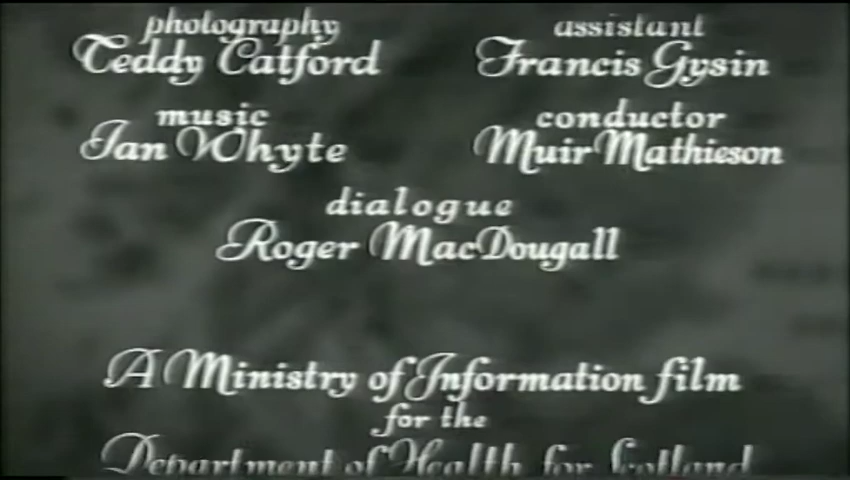 photography assistant
Teddy Catford Francis Gysin
music conductor
Ian Whyte Muir Mathieson
dialogue
Roger MacDougall
A Ministry of Information film
for the
Department of Health for Scotland